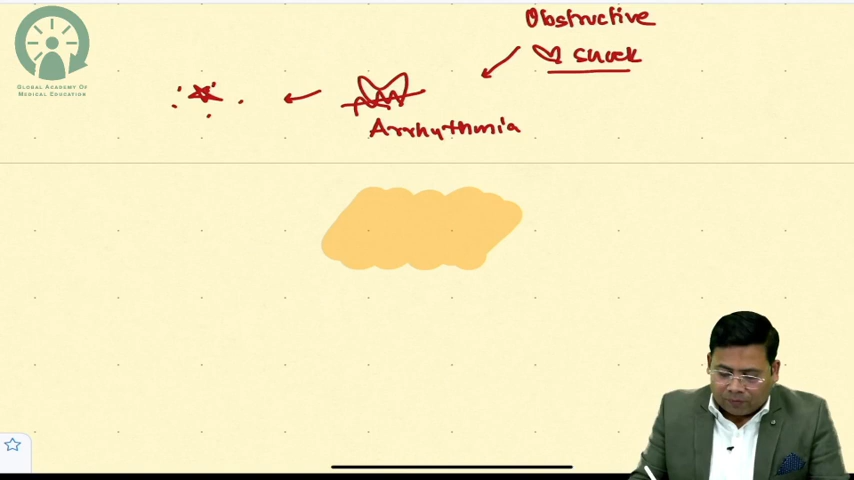 GLOBAL ACADEMY OF
MEDICAL EDUCATION
Obstructive
Shock
Arrhythmia